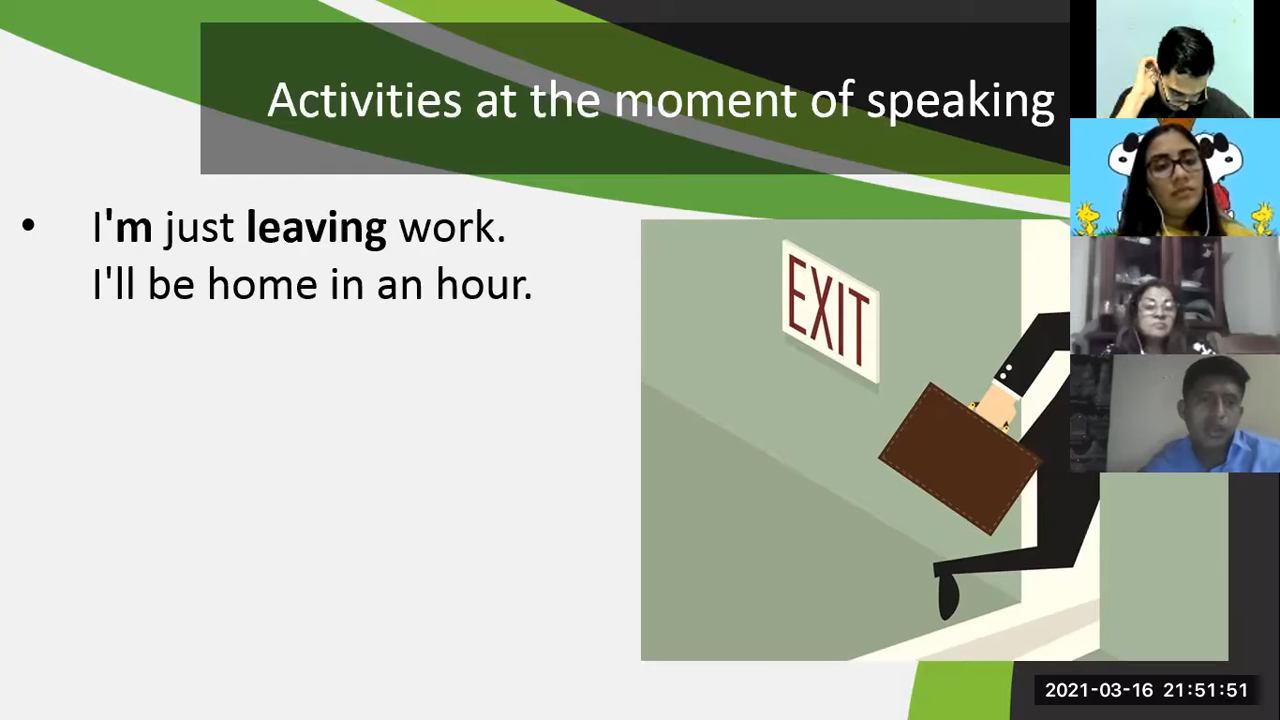 Activities at the moment of speaking
• I'm just leaving work.
I'll be home in an hour.
EXIT
2021-03-16 21:51:51